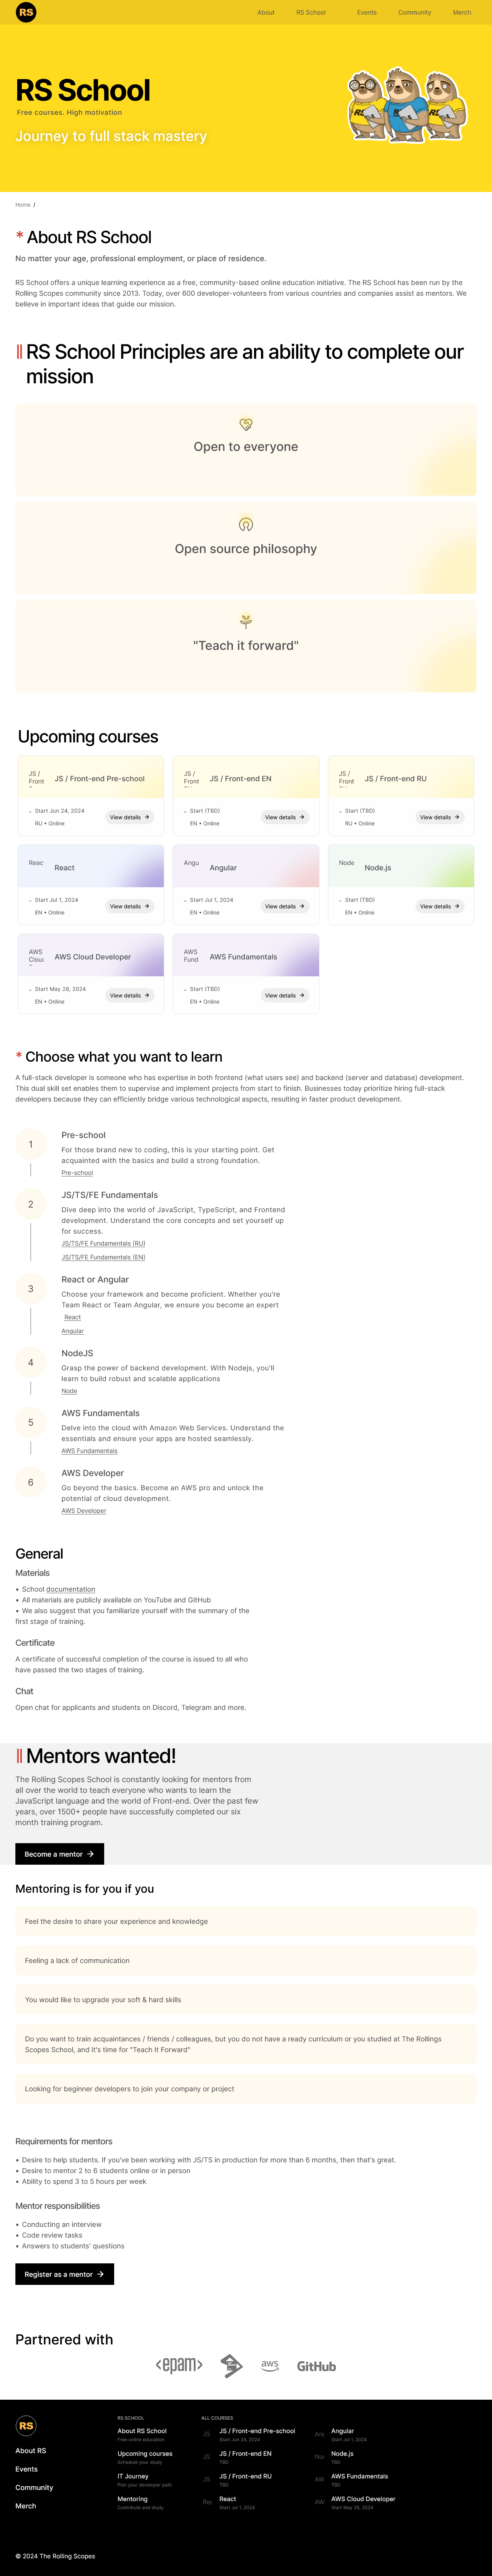 RS
About RS School Events Community Merch
RS School
Free courses. High motivation
Journey to full stack mastery
Home /
* About RS School
No matter your age, professional employment, or place of residence.
RS School offers a unique learning experience as a free, community-based online education initiative. The RS School has been run by the
Rolling Scopes community since 2013. Today, over 600 developer-volunteers from various countries and companies assist as mentors. We
believe in important ideas that guide our mission.
RS School Principles are an ability to complete our
mission
Open to everyone
Open source philosophy
"Teach it forward"
Upcoming courses
JS /
Front
JS / Front-end Pre-school
Start Jun 24, 2024
RU • Online
View details
JS /
Front
JS / Front-end EN
Start (TBD)
EN • Online
View details
JS /
Front
JS / Front-end RU
Start (TBD)
RU • Online
View details
Reac
React
Start Jul 1, 2024
EN • Online
View details
Angu
Angular
Start Jul 1, 2024
EN • Online
View details
Node
Node.js
Start (TBD)
EN • Online
View details
AWS
Clou
AWS Cloud Developer
Start May 28, 2024
EN • Online
View details
AWS
Fund
AWS Fundamentals
Start (TBD)
EN • Online
View details
* Choose what you want to learn
A full-stack developer is someone who has expertise in both frontend (what users see) and backend (server and database) development.
This dual skill set enables them to supervise and implement projects from start to finish. Businesses today prioritize hiring full-stack
developers because they can efficiently bridge various technological aspects, resulting in faster product development.
1
Pre-school
For those brand new to coding, this is your starting point. Get
acquainted with the basics and build a strong foundation.
Pre-school
2
JS/TS/FE Fundamentals
Dive deep into the world of JavaScript, TypeScript, and Frontend
development. Understand the core concepts and set yourself up
for success.
JS/TS/FE Fundamentals (RU)
JS/TS/FE Fundamentals (EN)
3
React or Angular
Choose your framework and become proficient. Whether you're
Team React or Team Angular, we ensure you become an expert
React
Angular
4
NodeJS
Grasp the power of backend development. With Nodejs, you'll
learn to build robust and scalable applications
Node
5
AWS Fundamentals
Delve into the cloud with Amazon Web Services. Understand the
essentials and ensure your apps are hosted seamlessly.
AWS Fundamentals
6
AWS Developer
Go beyond the basics. Become an AWS pro and unlock the
potential of cloud development.
AWS Developer
General
Materials
• School documentation
• All materials are publicly available on YouTube and GitHub
• We also suggest that you familiarize yourself with the summary of the
first stage of training.
Certificate
A certificate of successful completion of the course is issued to all who
have passed the two stages of training.
Chat
Open chat for applicants and students on Discord, Telegram and more.
Mentors wanted!
The Rolling Scopes School is constantly looking for mentors from
all over the world to teach everyone who wants to learn the
JavaScript language and the world of Front-end. Over the past few
years, over 1500+ people have successfully completed our six
month training program.
Become a mentor
Mentoring is for you if you
Feel the desire to share your experience and knowledge
Feeling a lack of communication
You would like to upgrade your soft & hard skills
Do you want to train acquaintances / friends / colleagues, but you do not have a ready curriculum or you studied at The Rollings
Scopes School, and it's time for "Teach It Forward"
Looking for beginner developers to join your company or project
Requirements for mentors
• Desire to help students. If you've been working with JS/TS in production for more than 6 months, then that's great.
• Desire to mentor 2 to 6 students online or in person
• Ability to spend 3 to 5 hours per week
Mentor responsibilities
• Conducting an interview
• Code review tasks
• Answers to students' questions
Register as a mentor
Partnered with
<epam>
aws
GitHub
RS
About RS
Events
Community
Merch
RS SCHOOL
About RS School
Free online education
Upcoming courses
Schedule your study
IT Journey
Plan your developer path
Mentoring
Contribute and study
ALL COURSES
JS
JS / Front-end Pre-school
Start Jun 24, 2024
JS
JS / Front-end EN
TBD
JS
JS / Front-end RU
TBD
Rea
React
Start Jul 1, 2024
Ang
Angular
Start Jul 1, 2024
Node.js
TBD
AW
AWS Fundamentals
TBD
AW
AWS Cloud Developer
Start May 28, 2024
© 2024 The Rolling Scopes